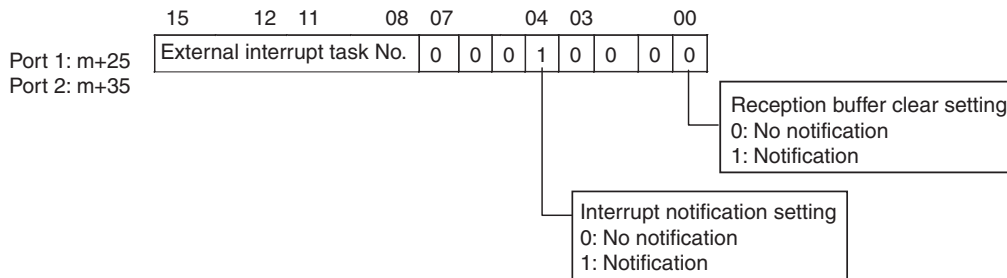 15 12 11 08 07 04 03 00
Port 1: m+25
Port 2: m+35
External interrupt task No. 0 0 0 1 0 0 0 0
Reception buffer clear setting
0: No notification
1: Notification
Interrupt notification setting
0: No notification
1: Notification